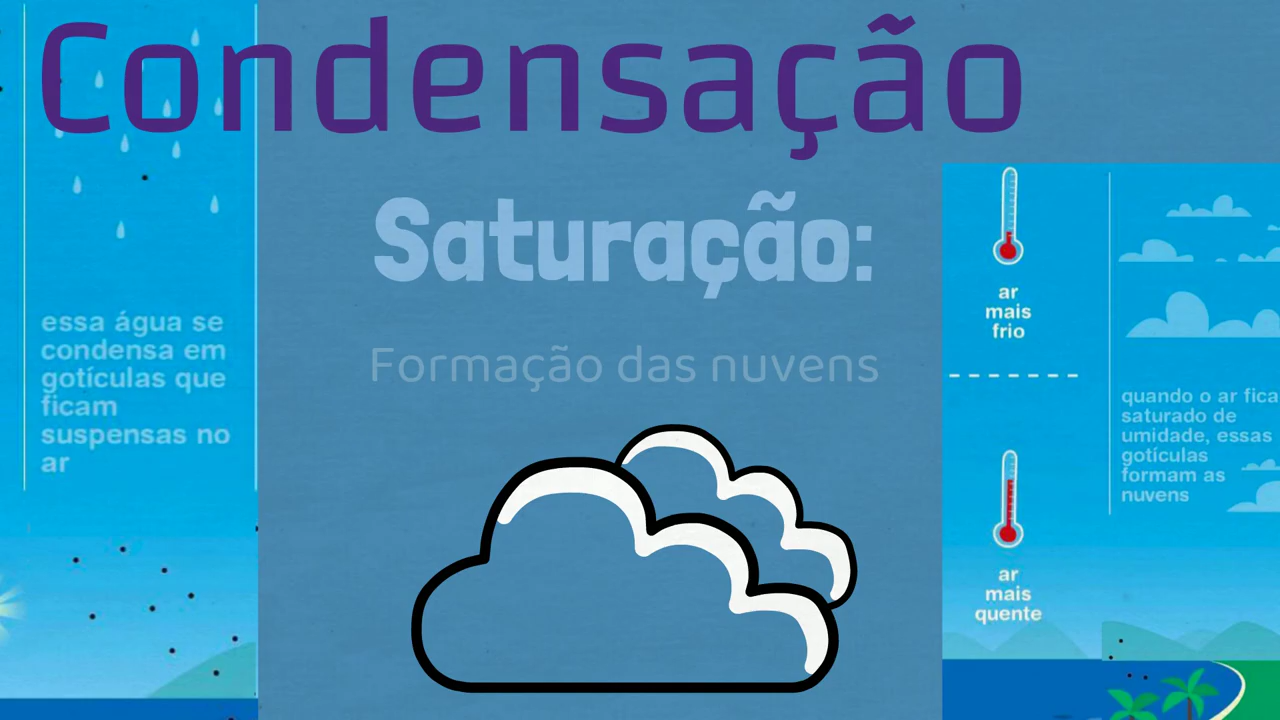 Condensação
Saturação:
Formação das nuvens
essa água se
condensa em
gotículas que
ficam
suspensas no
ar
ar
mais
frio
ar
mais
quente
quando o ar fica
saturado de
umidade, essas
gotículas
formam as
nuvens